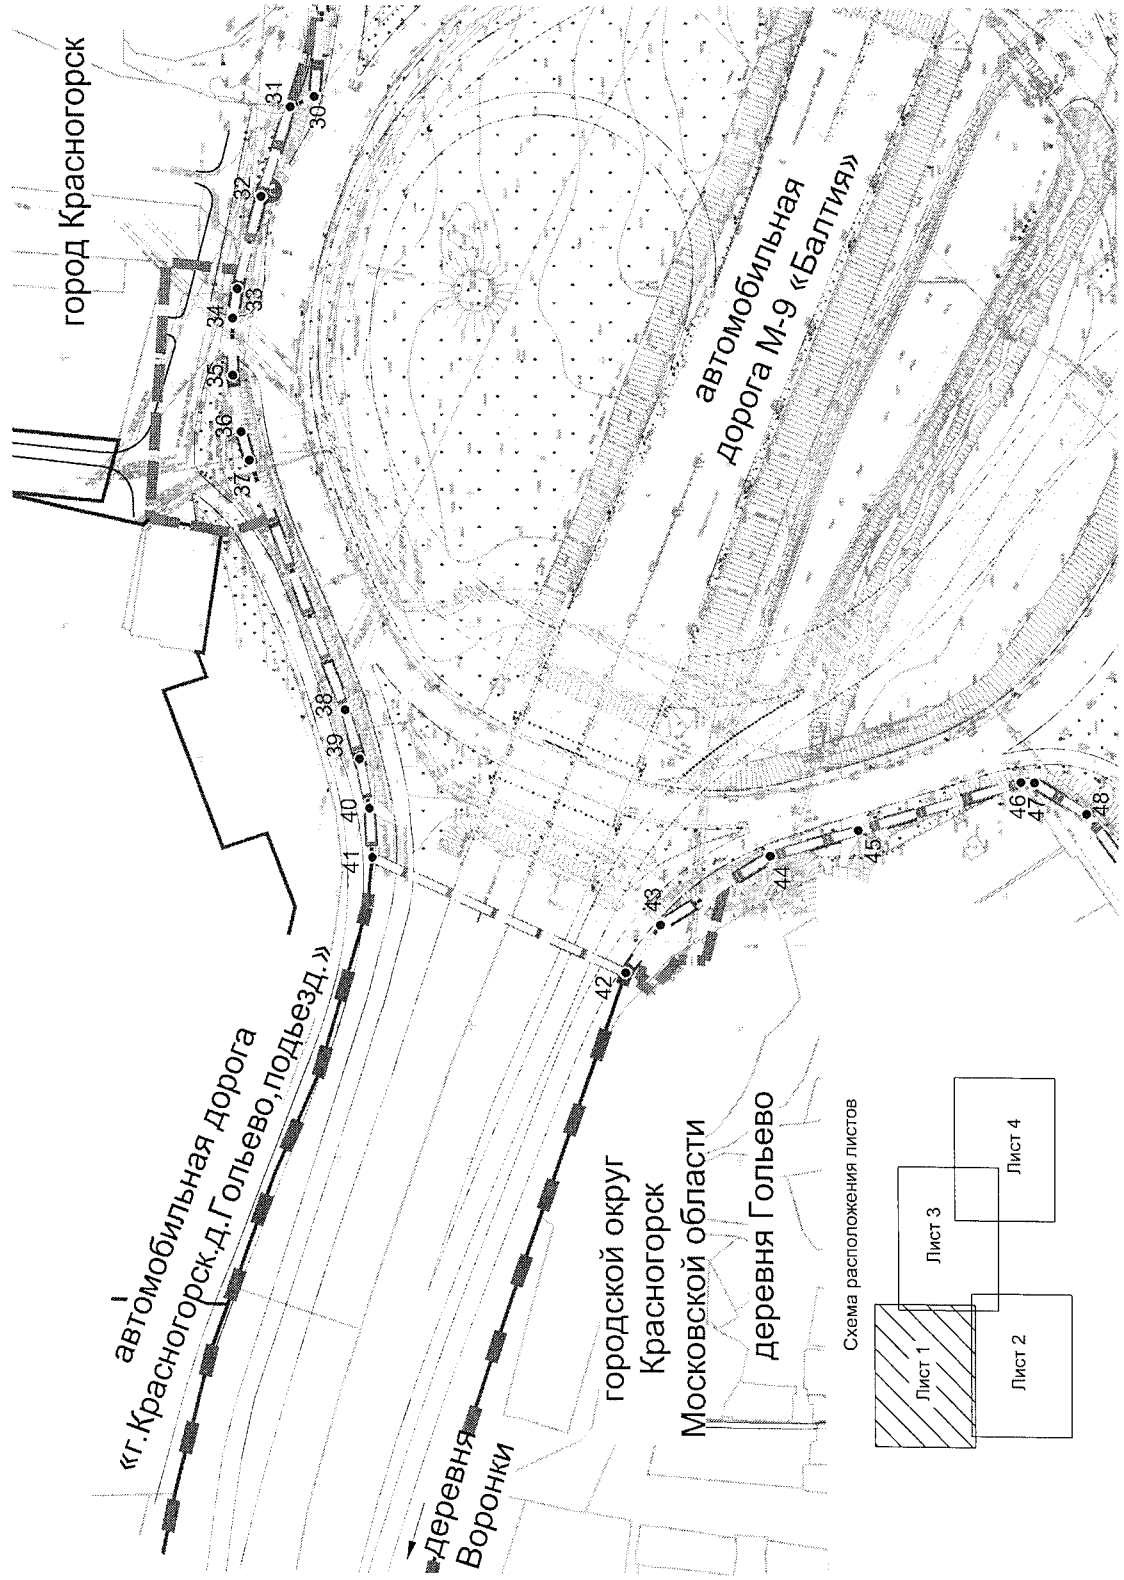 автомобильная дорога
«г.Красногорск.д.Гольево,подьезд.»
город Красногорск
деревня
Воронки
городской округ
Красногорск
Московской области
деревня Гольево
автомобильная
дорога М-9 «Балтия»
30
31
32
33
34
35
36
37
38
39
40
41
42
43
44
45
46
47
48
Схема расположения листов
Лист 1
Лист 2
Лист 3
Лист 4